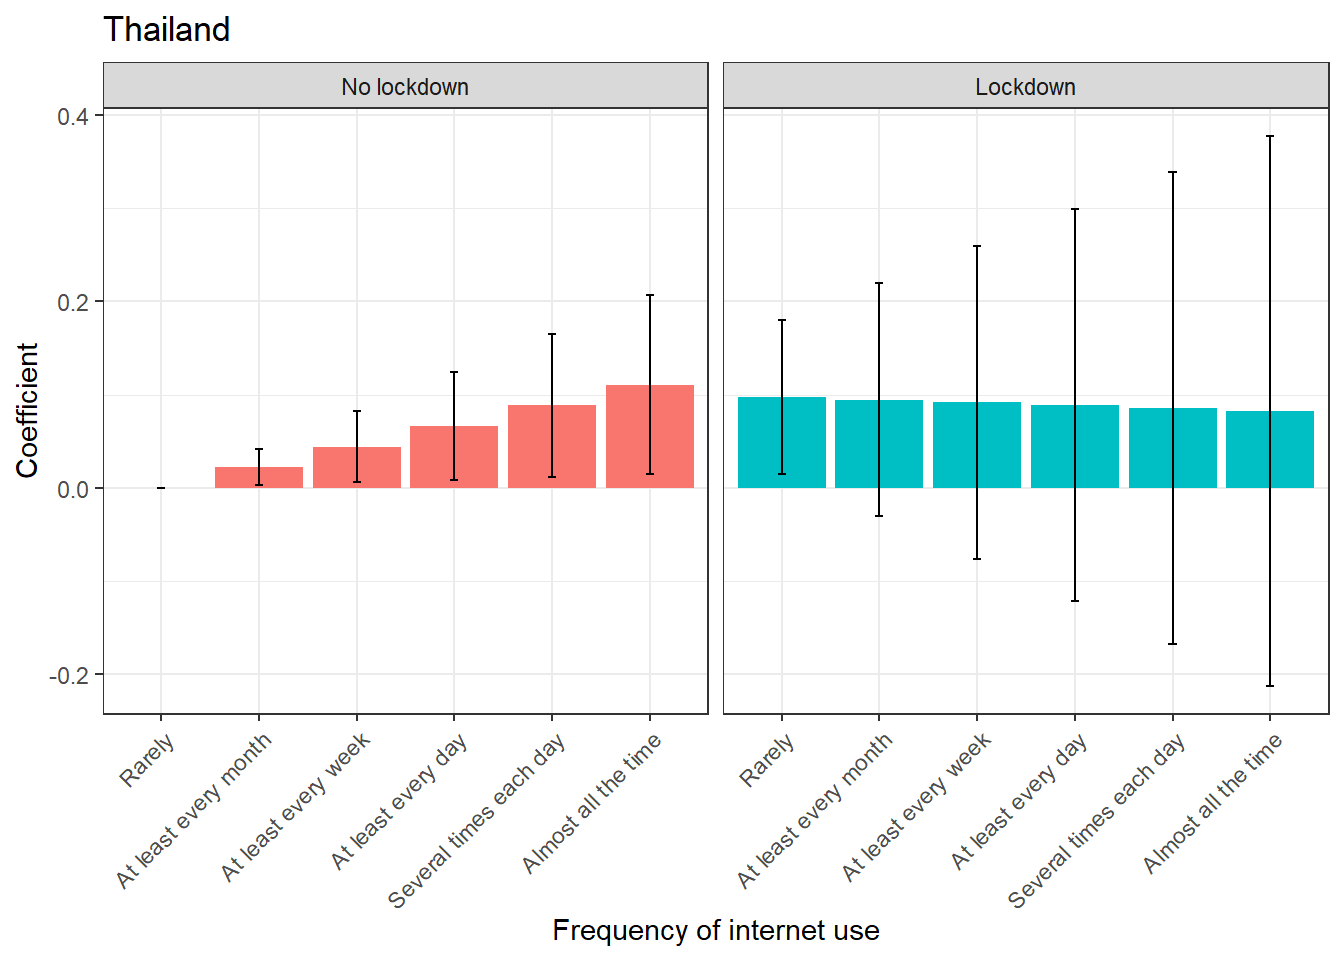 Thailand
No lockdown
Lockdown
Coefficient
0.4
0.2
0.0
-0.2
Rarely
At least every month
At least every week
At least every day
Several times each day
Almost all the time
Rarely
At least every month
At least every week
At least every day
Several times each day
Almost all the time
Frequency of internet use